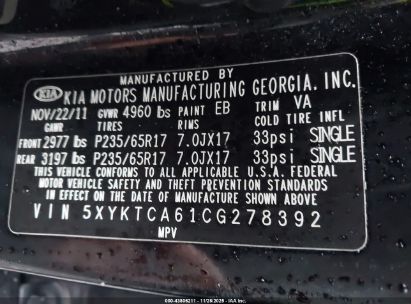 MANUFACTURED BY
KIA KIA MOTORS MANUFACTURING GEORGIA, INC.
NOV/22/11 GVWR 4960 lbs PAINT EB TRIM VA
GAWR TIRES RIMS COLD TIRE INFL
FRONT 2977 lbs P235/65R17 7.0JX17 33psi SINGLE
REAR 3197 lbs P235/65R17 7.0JX17 33psi SINGLE
THIS VEHICLE CONFORMS TO ALL APPLICABLE U.S.A. FEDERAL
MOTOR VEHICLE SAFETY AND THEFT PREVENTION STANDARDS
IN EFFECT ON THE DATE OF MANUFACTURE SHOWN ABOVE.
VIN 5XYKTCA61CG278392
MPV